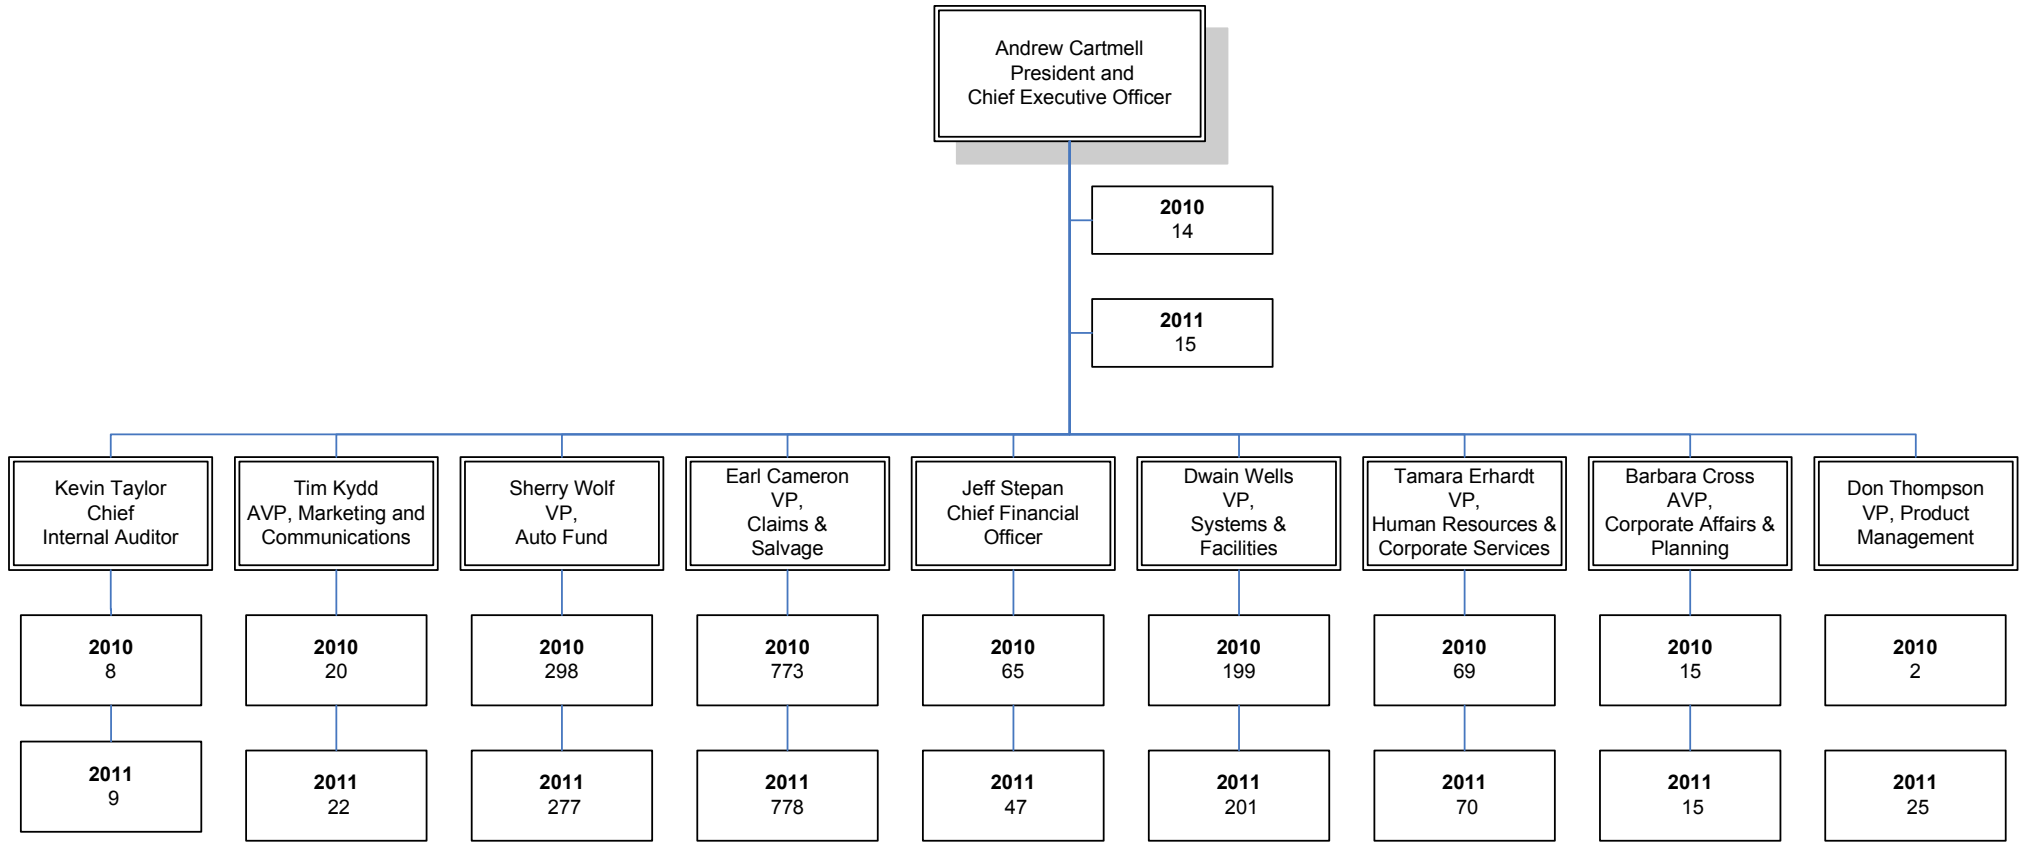 Andrew Cartmell
President and
Chief Executive Officer
2010
14
2011
15
Kevin Taylor
Chief
Internal Auditor
Tim Kydd
AVP, Marketing and
Communications
Sherry Wolf
VP,
Auto Fund
Earl Cameron
VP,
Claims &
Salvage
Jeff Stepan
Chief Financial
Officer
Dwain Wells
VP,
Systems &
Facilities
Tamara Erhardt
VP,
Human Resources &
Corporate Services
Barbara Cross
AVP,
Corporate Affairs &
Planning
Don Thompson
VP, Product
Management
2010
8
2010
20
2010
298
2010
773
2010
65
2010
199
2010
69
2010
15
2010
2
2011
9
2011
22
2011
277
2011
778
2011
47
2011
201
2011
70
2011
15
2011
25